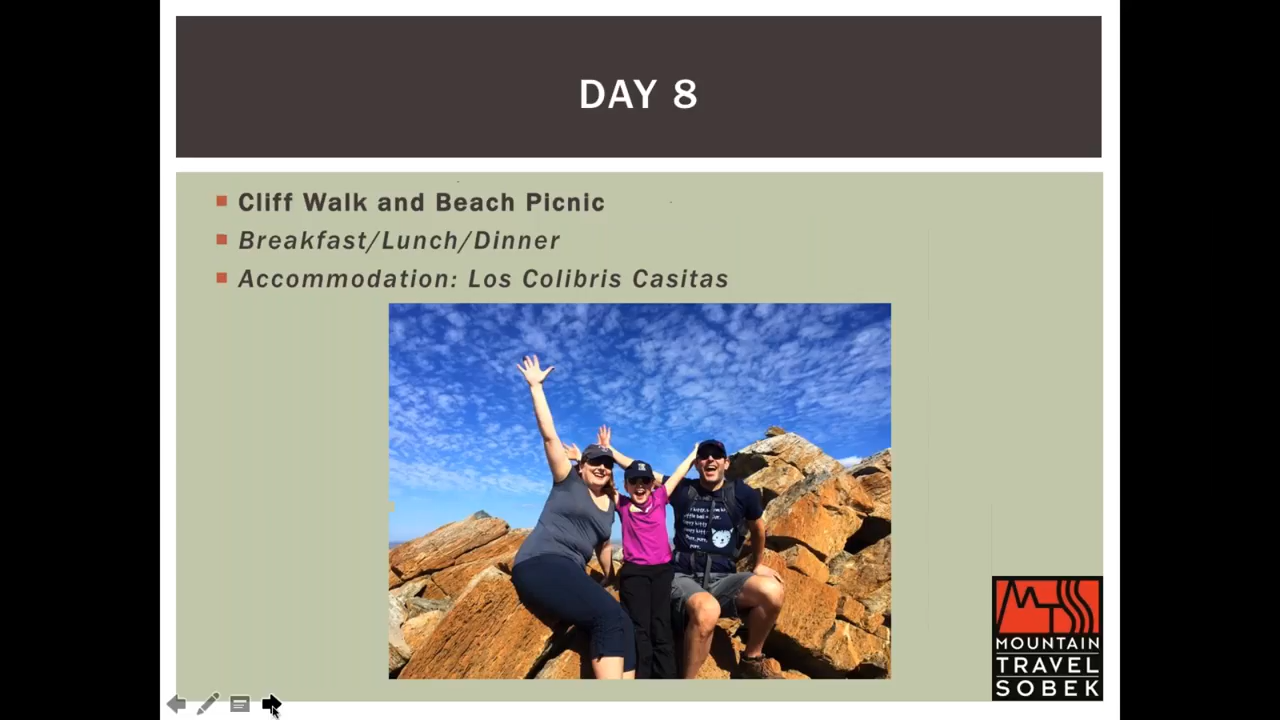 DAY 8
Cliff Walk and Beach Picnic
Breakfast/Lunch/Dinner
Accommodation: Los Colibris Casitas
MOUNTAIN
TRAVEL
SOBEK